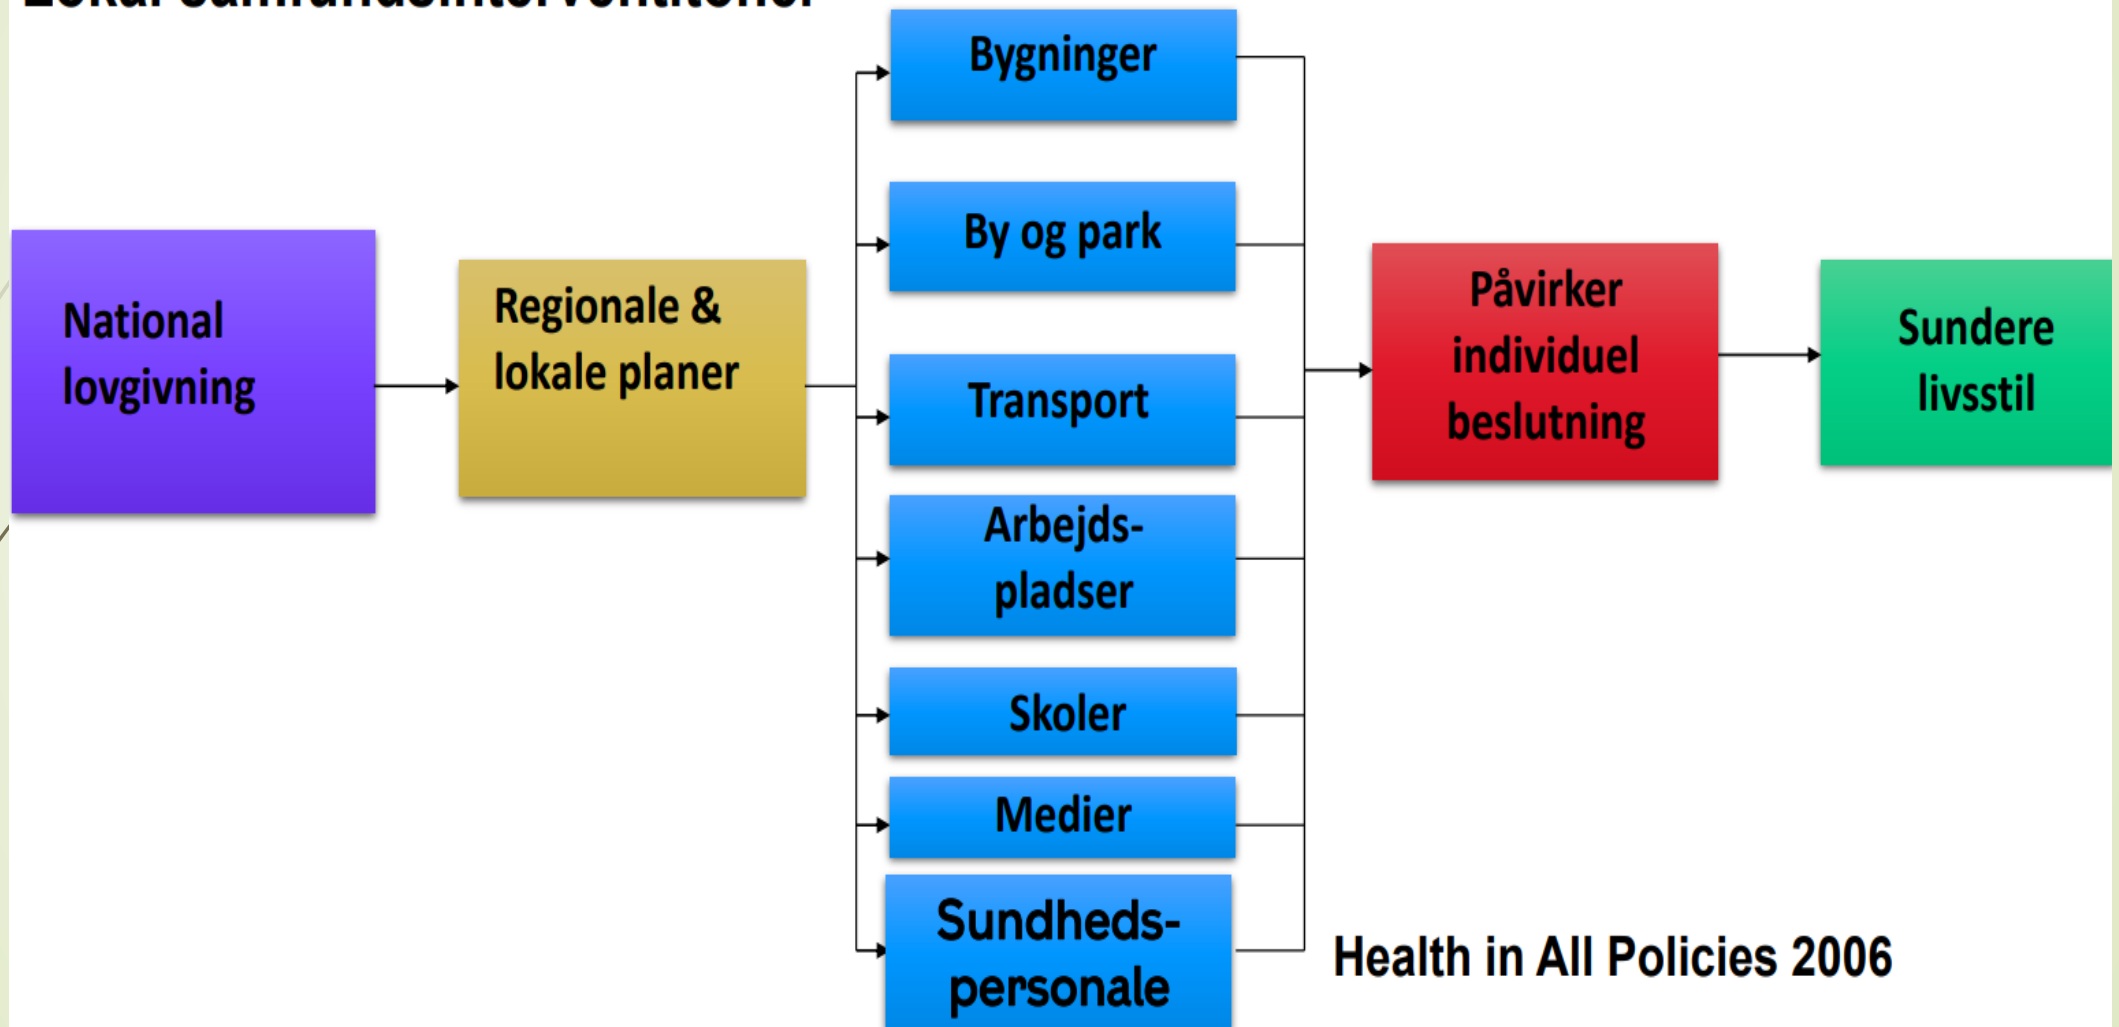 Bygninger
By og park
National
lovgivning
Regionale &
lokale planer
Transport
Arbejds-
pladser
Skoler
Medier
Sundheds-
personale
Påvirker
individuel
beslutning
Sundere
livsstil
Health in All Policies 2006